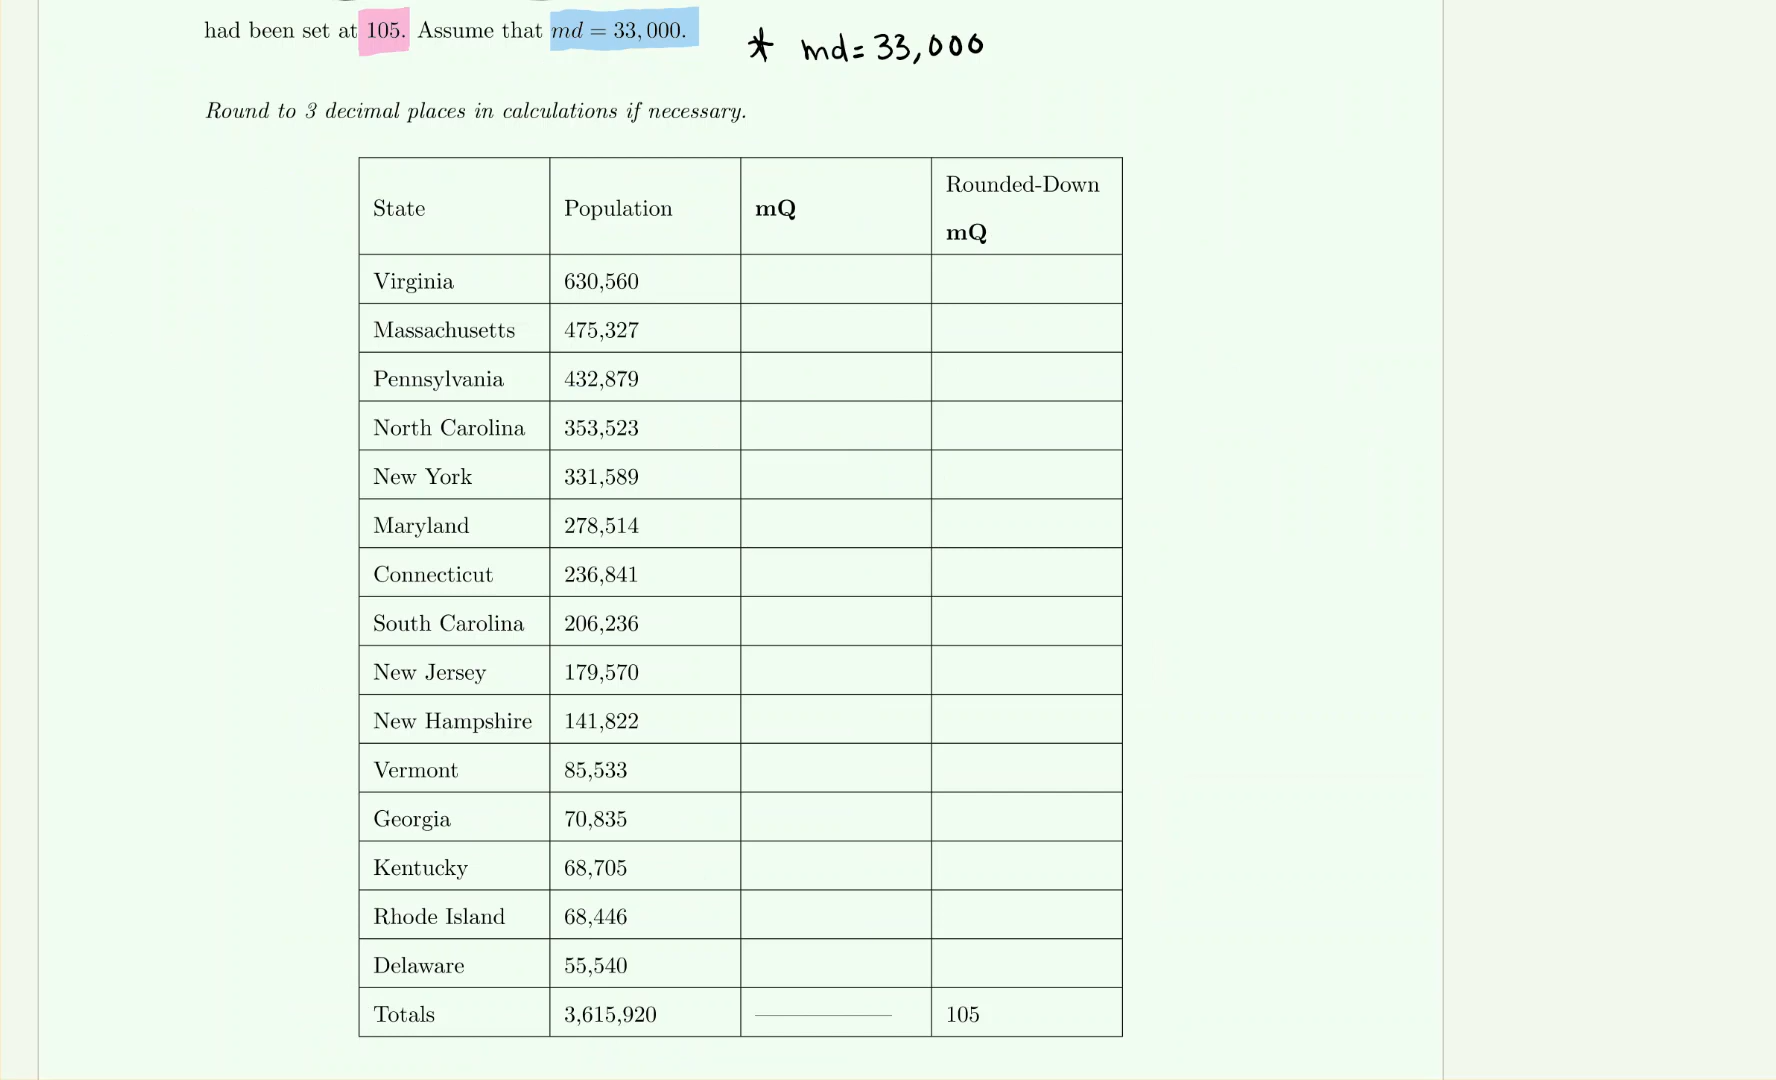 had been set at 105. Assume that md = 33,000.
* md = 33,000
Round to 3 decimal places in calculations if necessary.
State Population mQ Rounded-Down mQ
Virginia 630,560
Massachusetts 475,327
Pennsylvania 432,879
North Carolina 353,523
New York 331,589
Maryland 278,514
Connecticut 236,841
South Carolina 206,236
New Jersey 179,570
New Hampshire 141,822
Vermont 85,533
Georgia 70,835
Kentucky 68,705
Rhode Island 68,446
Delaware 55,540
Totals 3,615,920 105